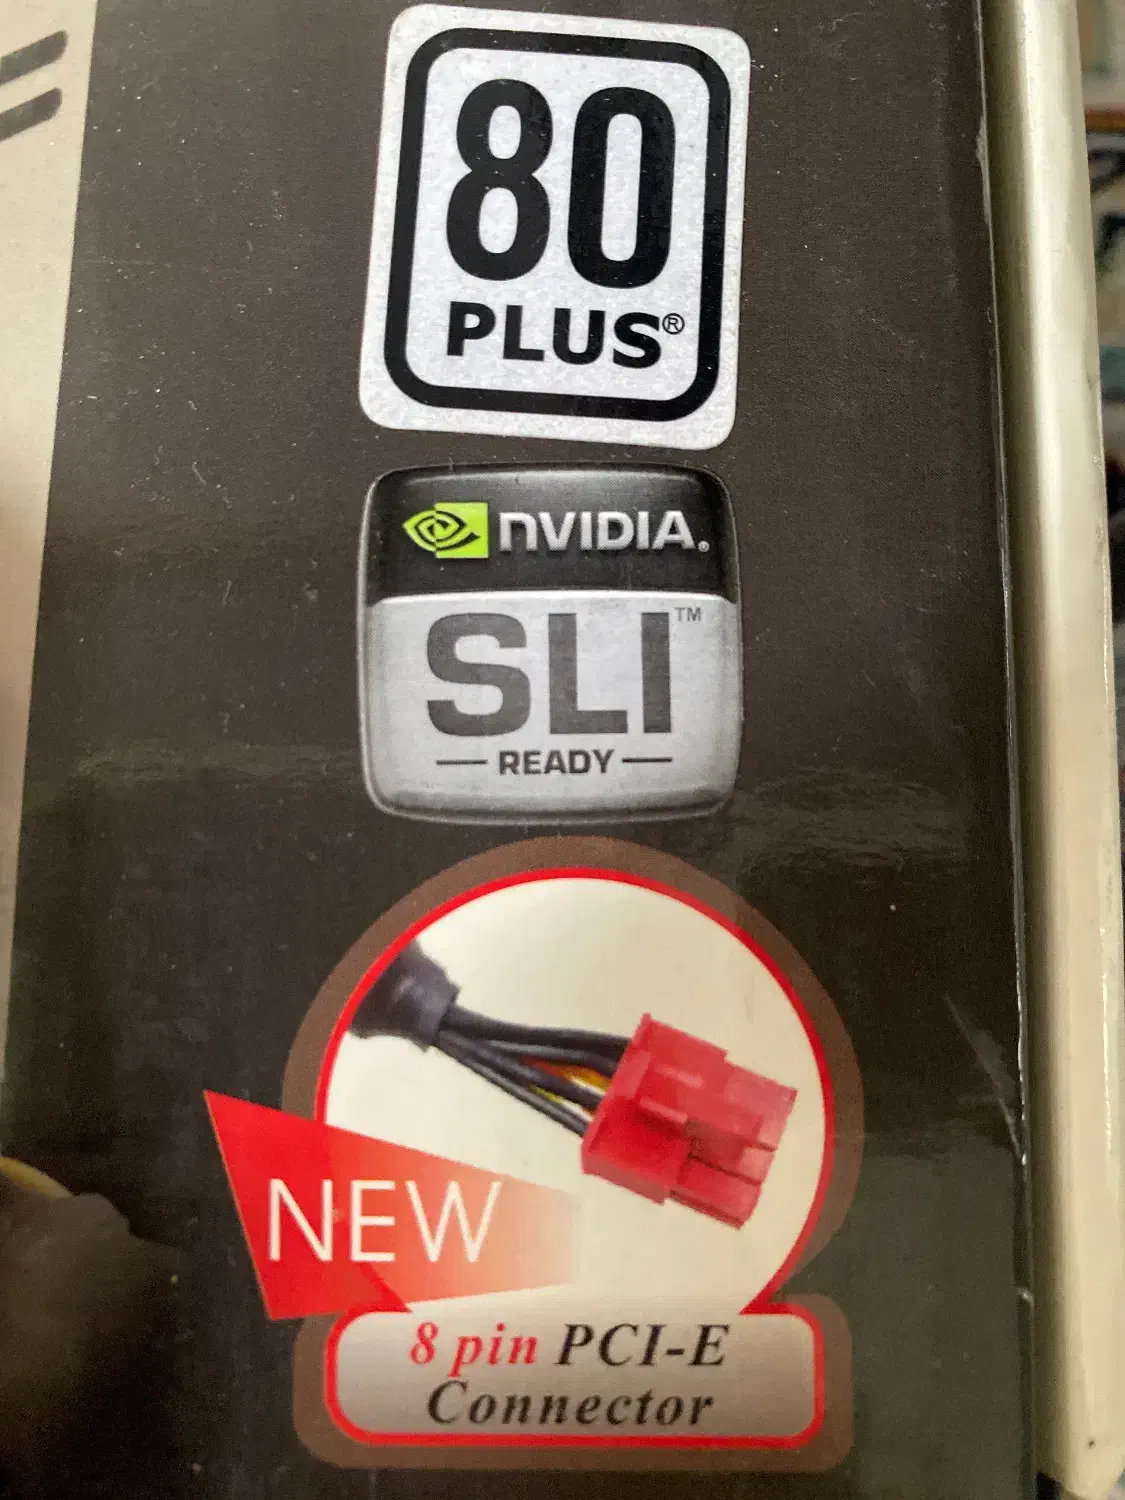 80
PLUS®
NVIDIA.
SLI™
READY
NEW
8 pin PCI-E
Connector